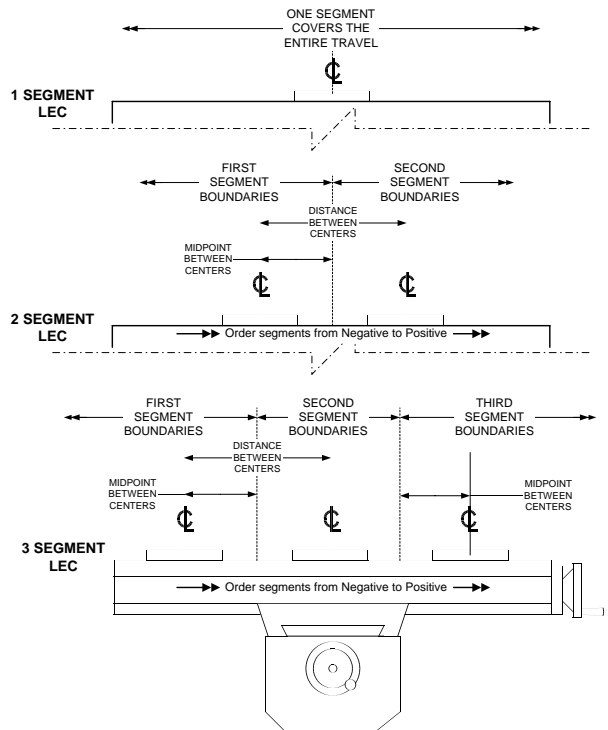 ONE SEGMENT
COVERS THE
ENTIRE TRAVEL
℄
1 SEGMENT
LEC
FIRST
SEGMENT
BOUNDARIES
SECOND
SEGMENT
BOUNDARIES
DISTANCE
BETWEEN
CENTERS
MIDPOINT
BETWEEN
CENTERS
℄
℄
2 SEGMENT
LEC
Order segments from Negative to Positive
FIRST
SEGMENT
BOUNDARIES
SECOND
SEGMENT
BOUNDARIES
THIRD
SEGMENT
BOUNDARIES
DISTANCE
BETWEEN
CENTERS
MIDPOINT
BETWEEN
CENTERS
MIDPOINT
BETWEEN
CENTERS
℄
℄
℄
3 SEGMENT
LEC
Order segments from Negative to Positive